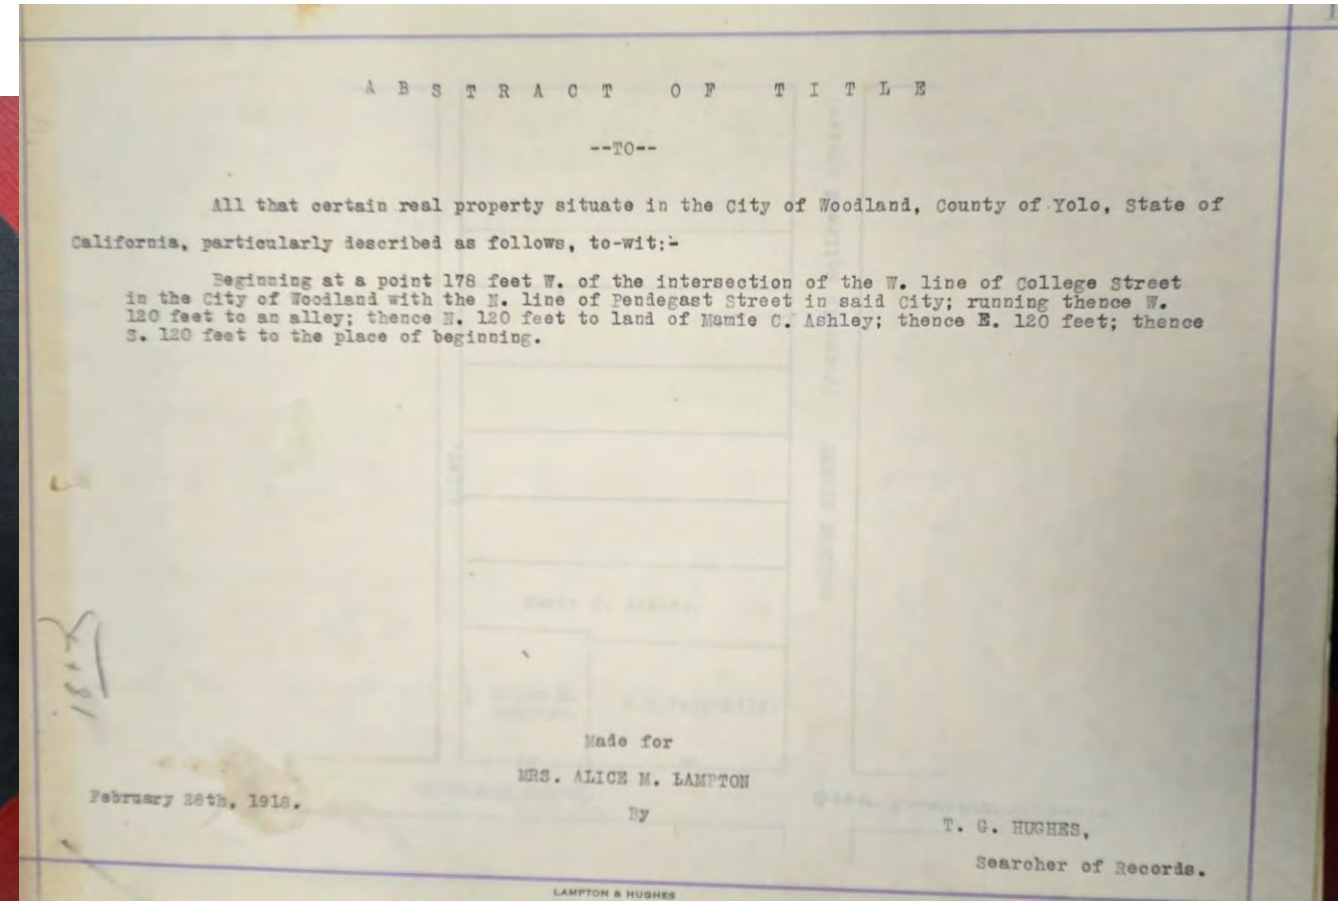 ABSTRACT OF TITLE
--TO--
All that certain real property situate in the City of Woodland, County of Yolo, State of
California, particularly described as follows, to-wit:-
Beginning at a point 178 feet W. of the intersection of the W. line of College Street
in the City of Woodland with the N. line of Pendegast Street in said City; running thence W.
120 feet to an alley; thence N. 120 feet to land of Mamie C. Ashley; thence E. 120 feet; thence
S. 120 feet to the place of beginning.
Made for
MRS. ALICE M. LAMPTON
February 28th, 1918.
By
T. G. HUGHES,
Searcher of Records.
LAMPTON & HUGHES